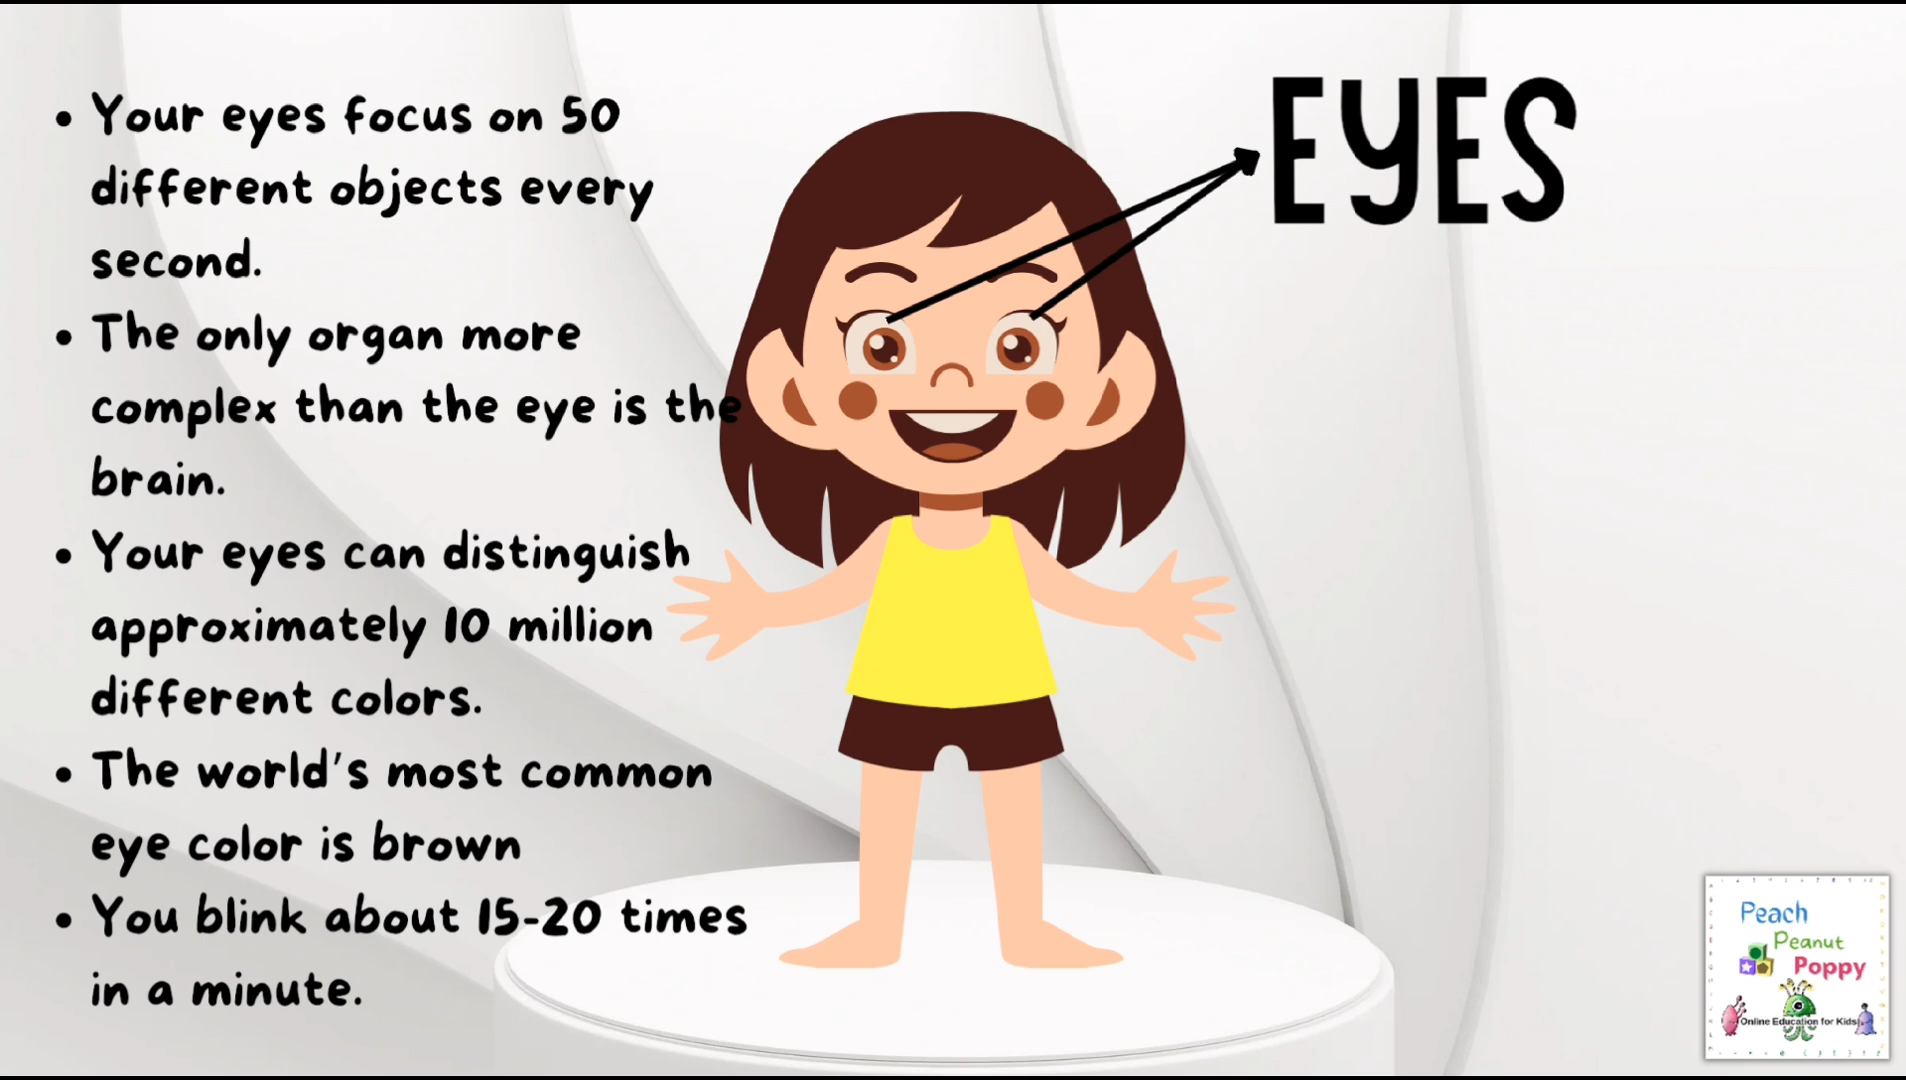 • Your eyes focus on 50
different objects every
second.
• The only organ more
complex than the eye is the
brain.
• Your eyes can distinguish
approximately 10 million
different colors.
• The world's most common
eye color is brown
• You blink about 15-20 times
in a minute.
EYES
Peach
Peanut
Poppy
Online Education for Kids